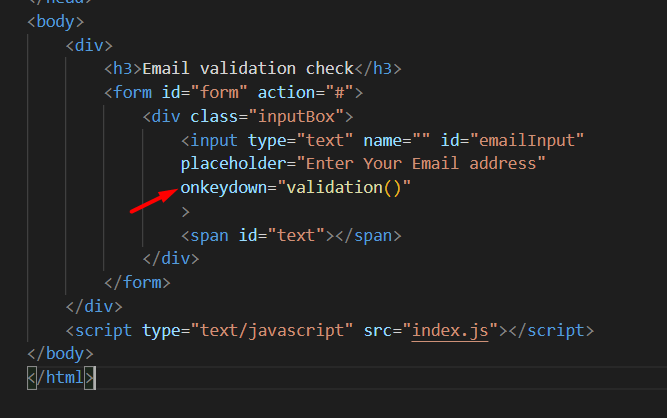 </head>
<body>
<div>
<h3>Email validation check</h3>
<form id="form" action="#">
<div class="inputBox">
<input type="text" name="" id="emailInput"
placeholder="Enter Your Email address"
onkeydown="validation()"
>
<span id="text"></span>
</div>
</form>
</div>
<script type="text/javascript" src="index.js"></script>
</body>
</html>